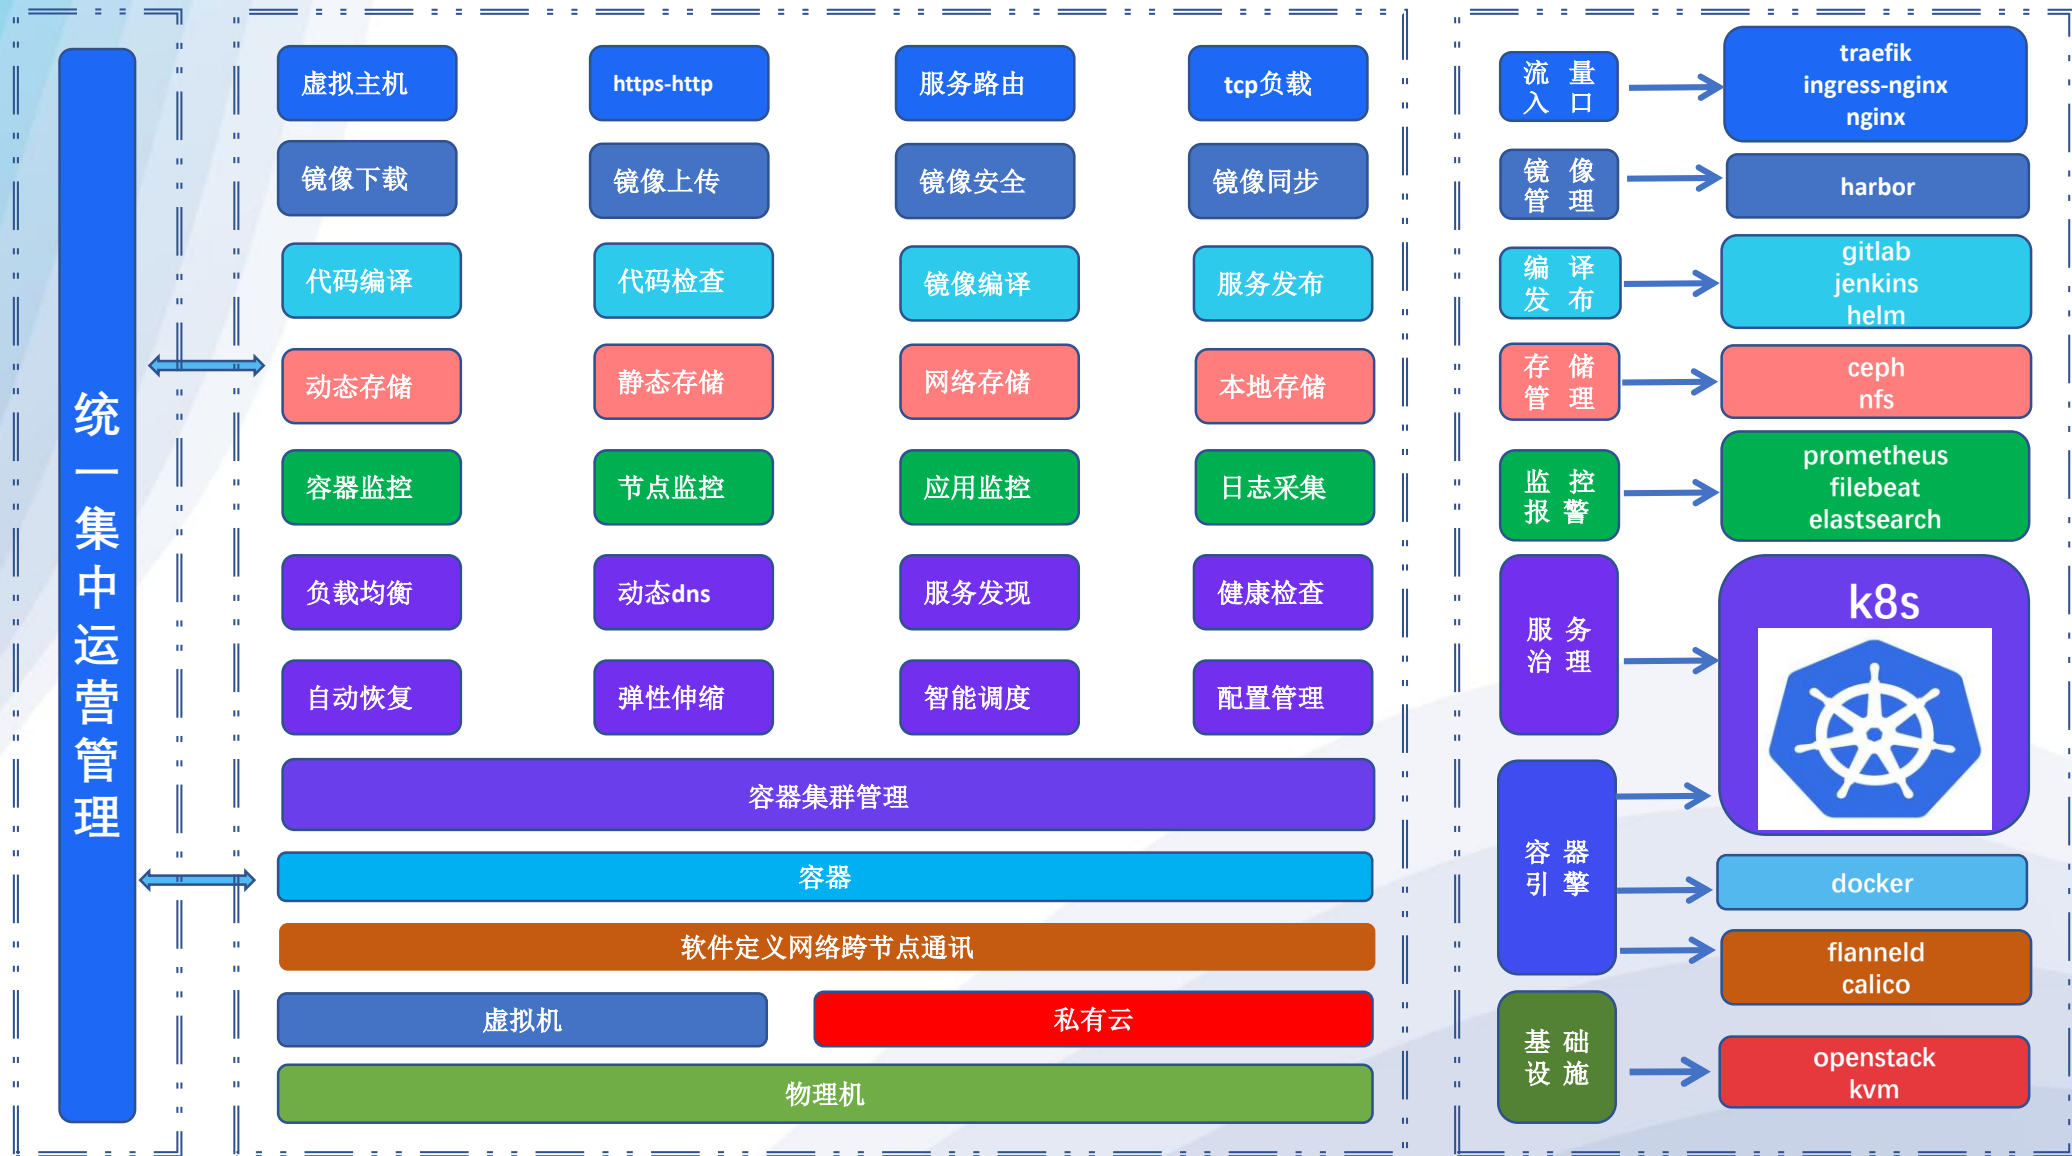 统
一
集
中
运
营
管
理
虚拟主机
https-http
服务路由
tcp负载
镜像下载
镜像上传
镜像安全
镜像同步
代码编译
代码检查
镜像编译
服务发布
动态存储
静态存储
网络存储
本地存储
容器监控
节点监控
应用监控
日志采集
负载均衡
动态dns
服务发现
健康检查
自动恢复
弹性伸缩
智能调度
配置管理
容器集群管理
容器
软件定义网络跨节点通讯
虚拟机
私有云
物理机
流 量
入 口
traefik
ingress-nginx
nginx
镜 像
管 理
harbor
编 译
发 布
gitlab
jenkins
helm
存 储
管 理
ceph
nfs
监 控
报 警
prometheus
filebeat
elastsearch
服 务
治 理
k8s
容 器
引 擎
docker
flanneld
calico
基 础
设 施
openstack
kvm